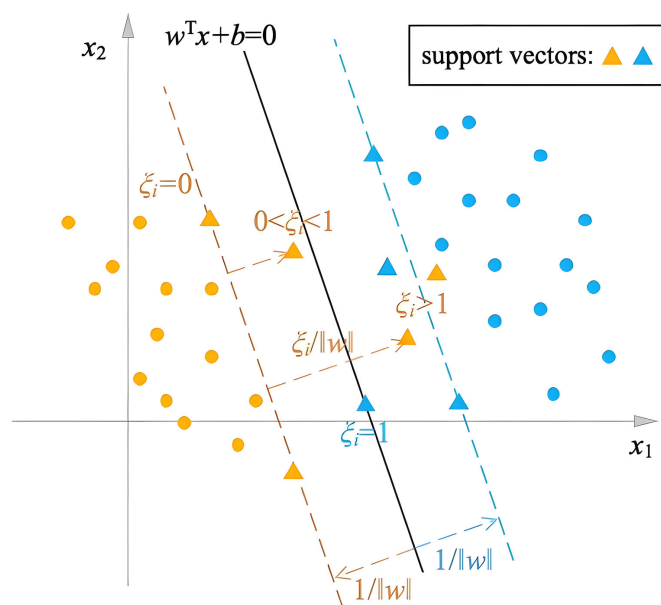 wᵀx+b=0
x₂
support vectors:
ξᵢ=0
0<ξᵢ<1
ξᵢ>1
ξᵢ/‖w‖
ξᵢ=1
x₁
1/‖w‖
1/‖w‖